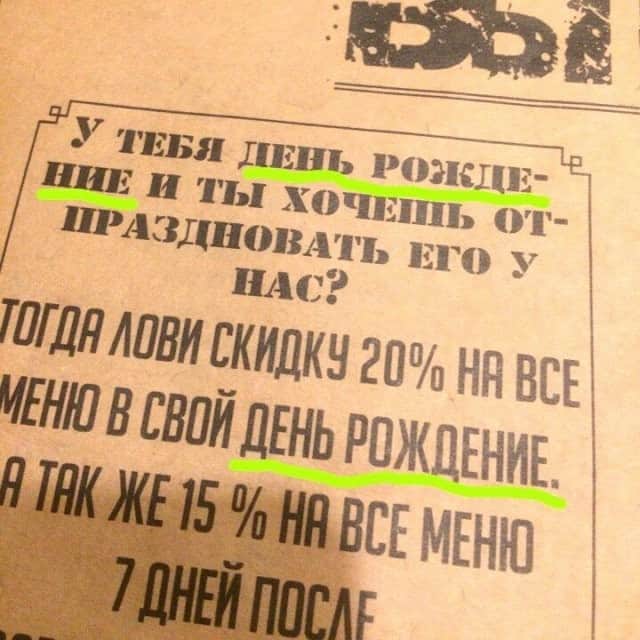 У ТЕБЯ ДЕНЬ РОЖДЕ-
НИЕ И ТЫ ХОЧЕШЬ ОТ-
ПРАЗДНОВАТЬ ЕГО У
НАС?
ТОГДА ЛОВИ СКИДКУ 20% НА ВСЕ
МЕНЮ В СВОЙ ДЕНЬ РОЖДЕНИЕ.
А ТАК ЖЕ 15 % НА ВСЕ МЕНЮ
7 ДНЕЙ ПОСЛЕ